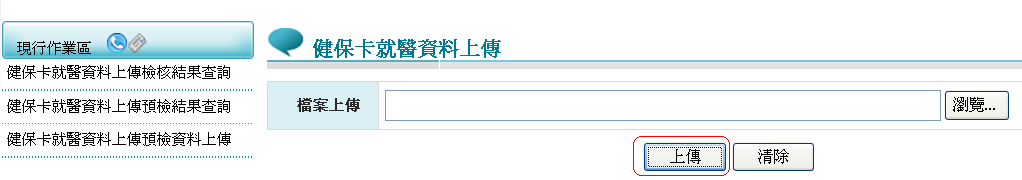 現行作業區
健保卡就醫資料上傳檢核結果查詢
健保卡就醫資料上傳預檢結果查詢
健保卡就醫資料上傳預檢資料上傳
健保卡就醫資料上傳
檔案上傳
瀏覽...
上傳
清除